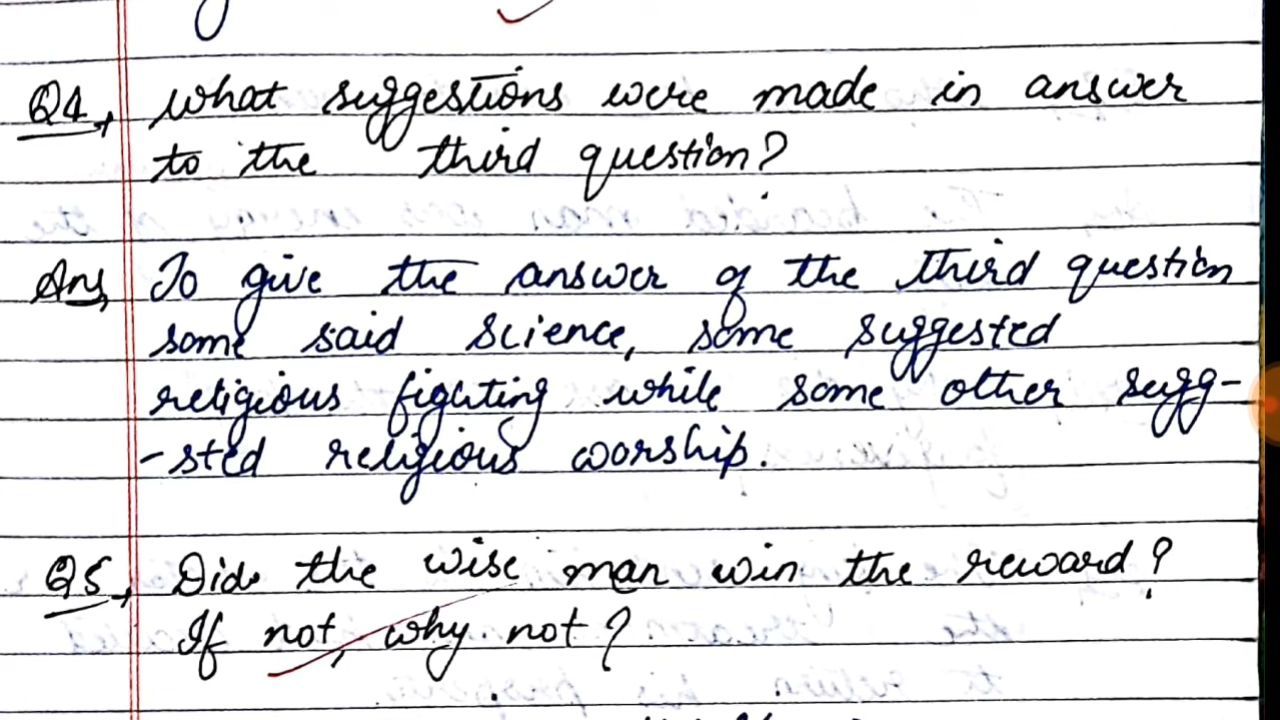 Q4, What suggestions were made in answer
to the third question?
Ans, To give the answer of the third question
some said science, some suggested
religious fighting while some other sugg-
-sted religious worship.
Q5, Did the wise man win the reward?
If not, why not?